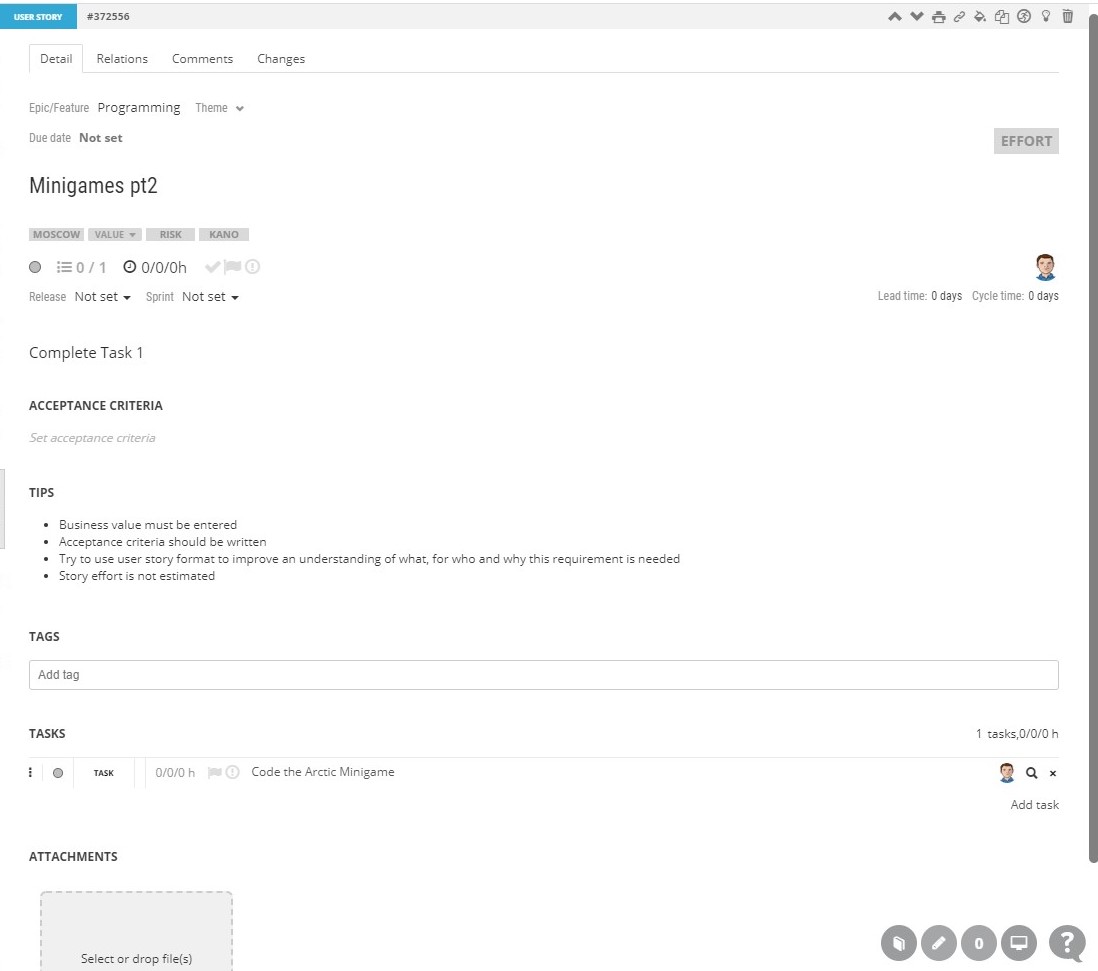 USER STORY #372556
Detail Relations Comments Changes
Epic/Feature Programming Theme
Due date Not set
EFFORT
Minigames pt2
MOSCOW VALUE RISK KANO
0 / 1 0/0/0h
Release Not set Sprint Not set Lead time: 0 days Cycle time: 0 days
Complete Task 1
ACCEPTANCE CRITERIA
Set acceptance criteria
TIPS
• Business value must be entered
• Acceptance criteria should be written
• Try to use user story format to improve an understanding of what, for who and why this requirement is needed
• Story effort is not estimated
TAGS
Add tag
TASKS 1 tasks,0/0/0 h
TASK 0/0/0 h Code the Arctic Minigame ×
Add task
ATTACHMENTS
Select or drop file(s)
0 ?